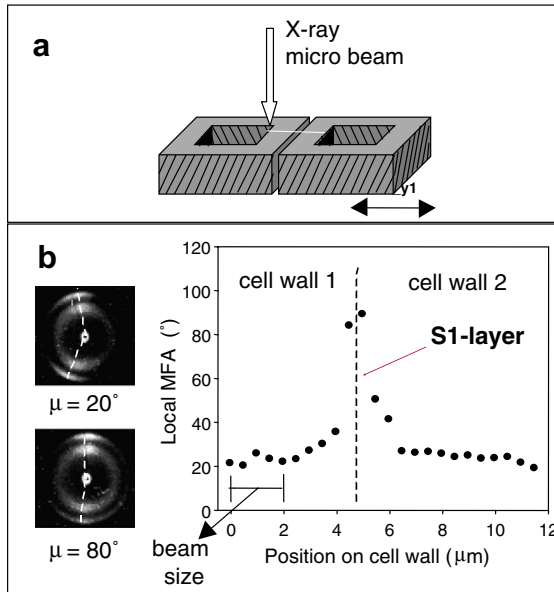 a
X-ray
micro beam
y1
b
μ = 20°
μ = 80°
120
100
80
60
40
20
0
Local MFA (°)
cell wall 1
cell wall 2
S1-layer
0 2 4 6 8 10 12
Position on cell wall (μm)
beam
size